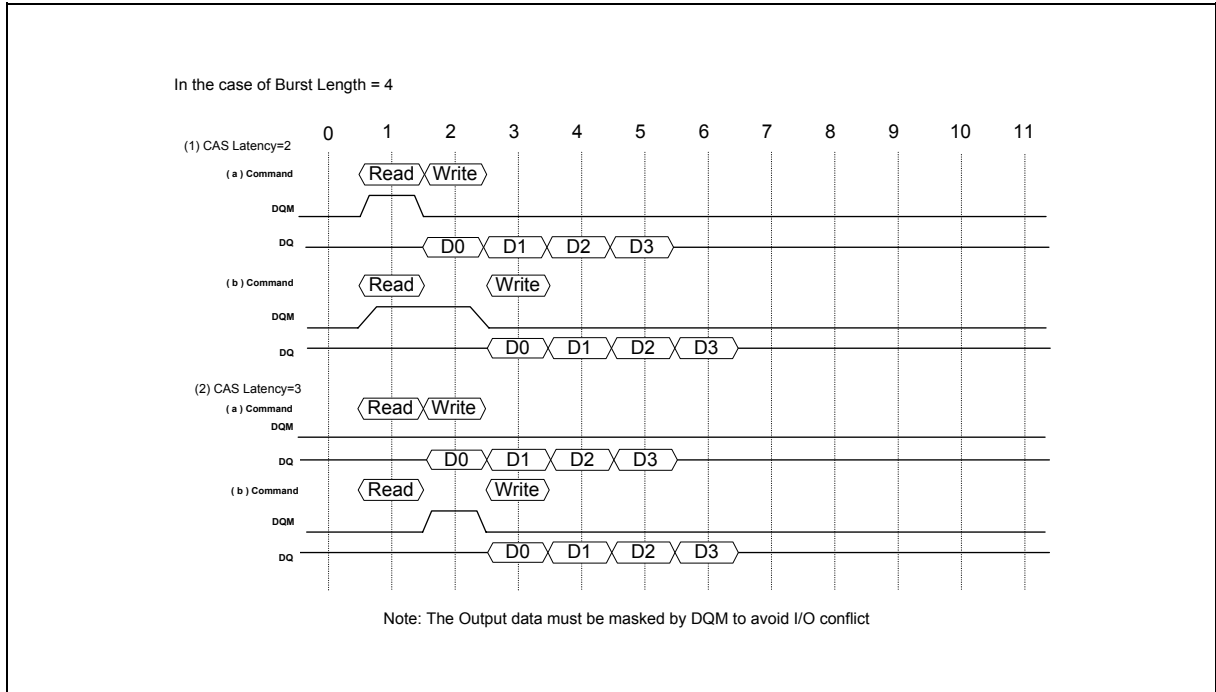 In the case of Burst Length = 4
0 1 2 3 4 5 6 7 8 9 10 11
(1) CAS Latency=2
( a ) Command Read Write
DQM
DQ D0 D1 D2 D3
( b ) Command Read Write
DQM
DQ D0 D1 D2 D3
(2) CAS Latency=3
( a ) Command Read Write
DQM
DQ D0 D1 D2 D3
( b ) Command Read Write
DQM
DQ D0 D1 D2 D3
Note: The Output data must be masked by DQM to avoid I/O conflict